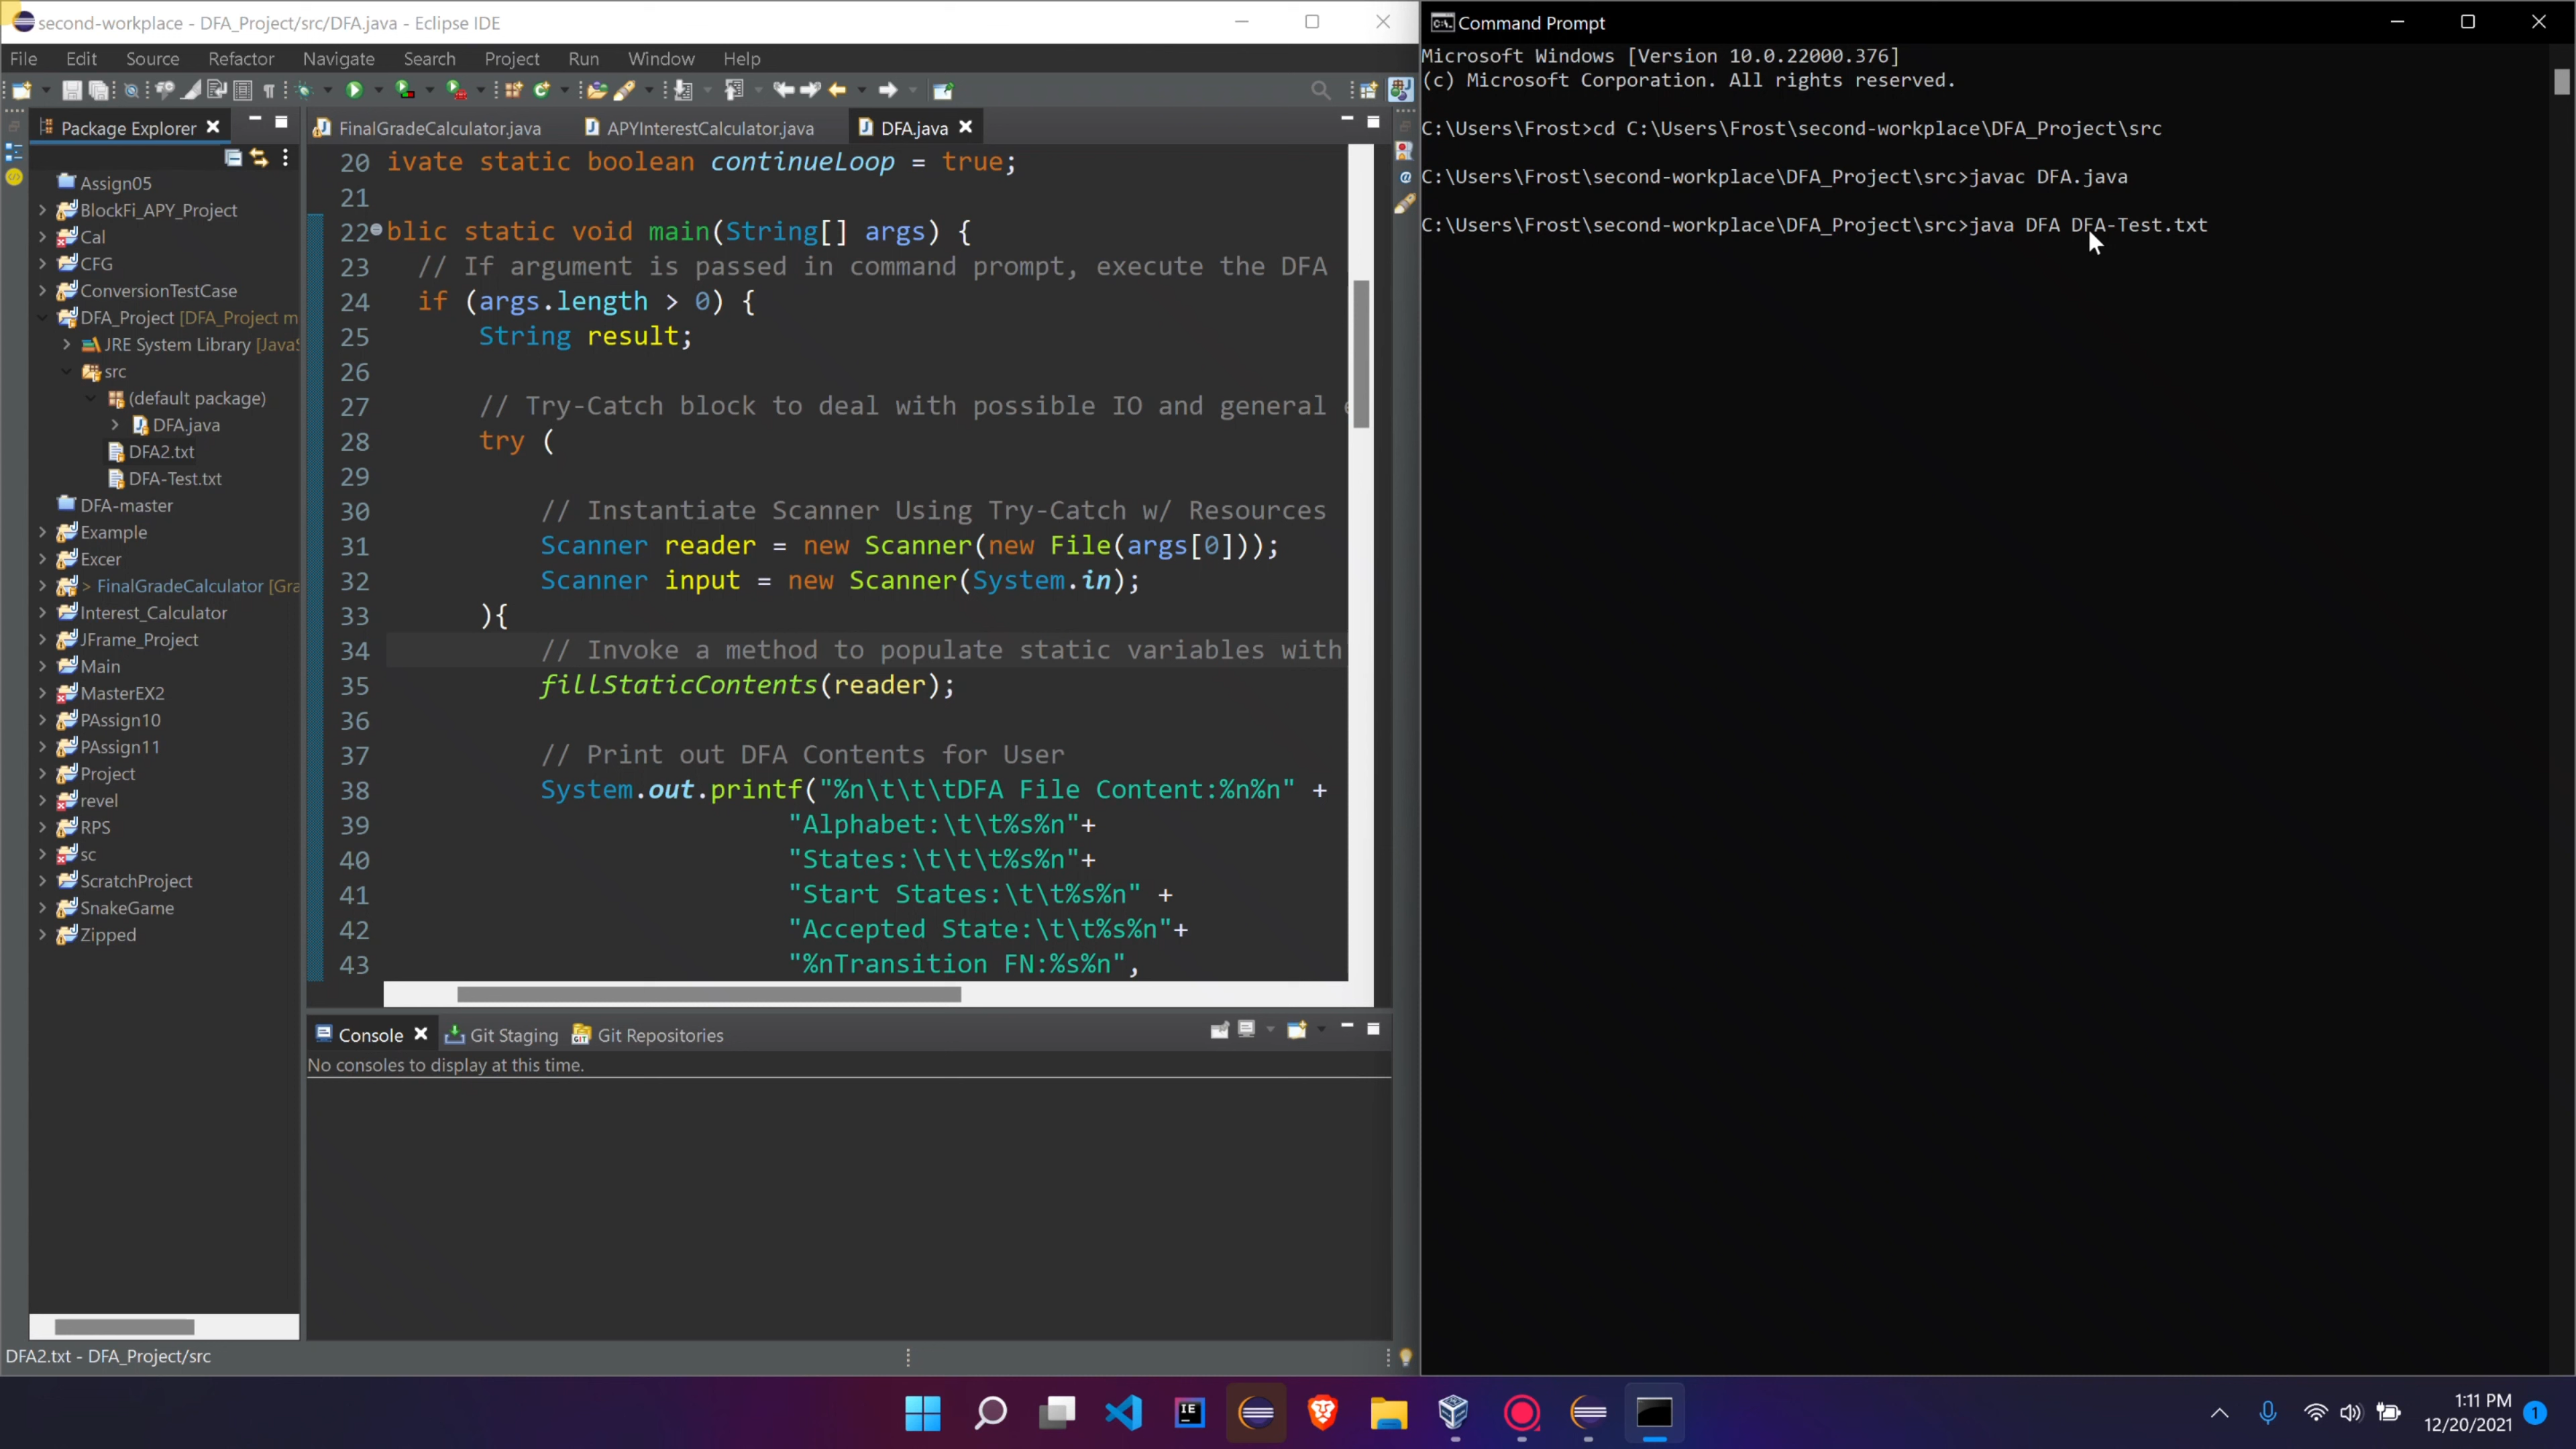 second-workplace - DFA_Project/src/DFA.java - Eclipse IDE
File Edit Source Refactor Navigate Search Project Run Window Help
Package Explorer
Assign05
BlockFi_APY_Project
Cal
CFG
ConversionTestCase
DFA_Project [DFA_Project m
JRE System Library [JavaS
src
(default package)
DFA.java
DFA2.txt
DFA-Test.txt
DFA-master
Example
Excer
> FinalGradeCalculator [Gra
Interest_Calculator
JFrame_Project
Main
MasterEX2
PAssign10
PAssign11
Project
revel
RPS
sc
ScratchProject
SnakeGame
Zipped
FinalGradeCalculator.java APYInterestCalculator.java DFA.java
20 ivate static boolean continueLoop = true;
21
22 blic static void main(String[] args) {
23 // If argument is passed in command prompt, execute the DFA
24 if (args.length > 0) {
25 String result;
26
27 // Try-Catch block to deal with possible IO and general
28 try (
29
30 // Instantiate Scanner Using Try-Catch w/ Resources
31 Scanner reader = new Scanner(new File(args[0]));
32 Scanner input = new Scanner(System.in);
33 ){
34 // Invoke a method to populate static variables with
35 fillStaticContents(reader);
36
37 // Print out DFA Contents for User
38 System.out.printf("%n\t\t\tDFA File Content:%n%n" +
39 "Alphabet:\t\t%s%n"+
40 "States:\t\t\t%s%n"+
41 "Start States:\t\t%s%n" +
42 "Accepted State:\t\t%s%n"+
43 "%nTransition FN:%s%n",
Console Git Staging Git Repositories
No consoles to display at this time.
DFA2.txt - DFA_Project/src
Command Prompt
Microsoft Windows [Version 10.0.22000.376]
(c) Microsoft Corporation. All rights reserved.
C:\Users\Frost>cd C:\Users\Frost\second-workplace\DFA_Project\src
C:\Users\Frost\second-workplace\DFA_Project\src>javac DFA.java
C:\Users\Frost\second-workplace\DFA_Project\src>java DFA DFA-Test.txt
1:11 PM
12/20/2021
1